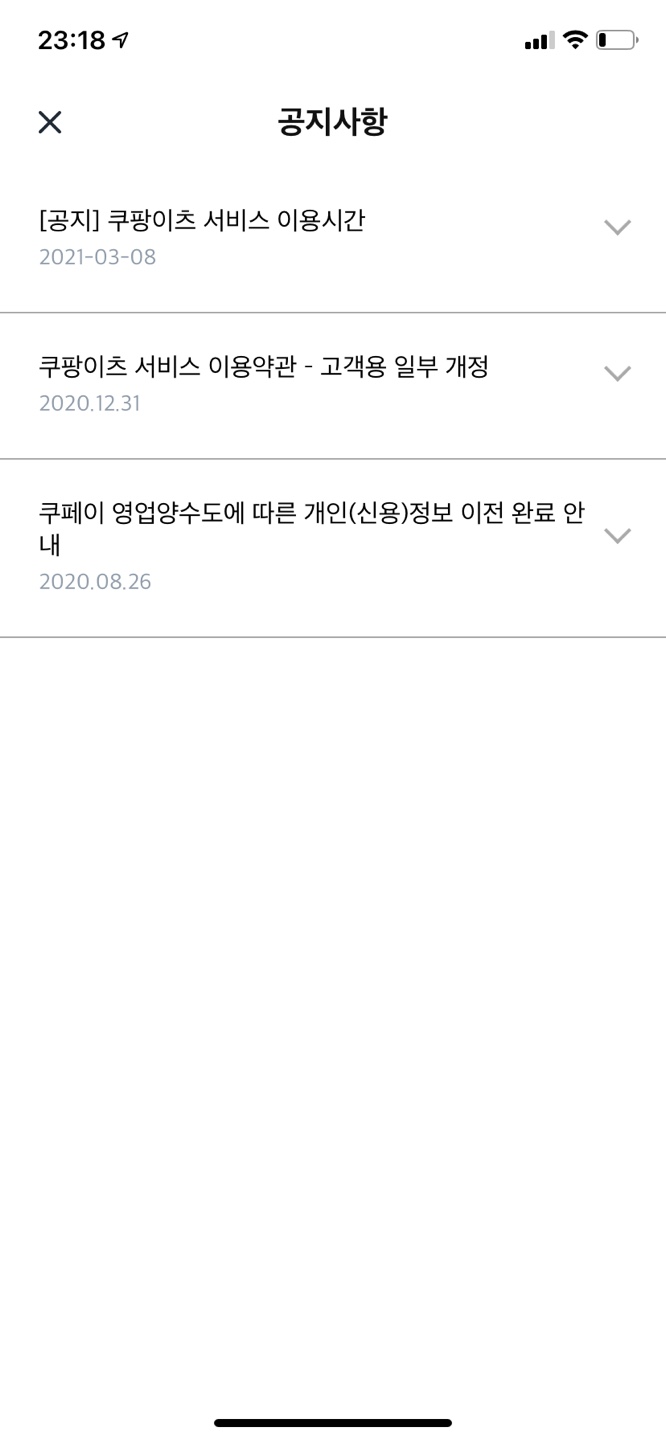 23:18
공지사항
[공지] 쿠팡이츠 서비스 이용시간
2021-03-08
쿠팡이츠 서비스 이용약관 - 고객용 일부 개정
2020.12.31
쿠페이 영업양수도에 따른 개인(신용)정보 이전 완료 안
내
2020.08.26